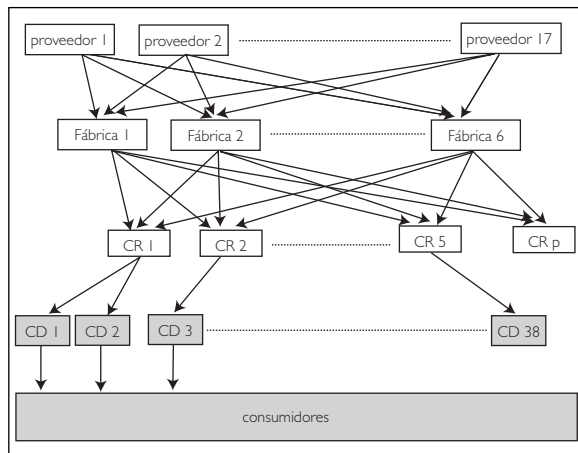 proveedor 1 proveedor 2 proveedor 17
Fábrica 1 Fábrica 2 Fábrica 6
CR 1 CR 2 CR 5 CR p
CD 1 CD 2 CD 3 CD 38
consumidores